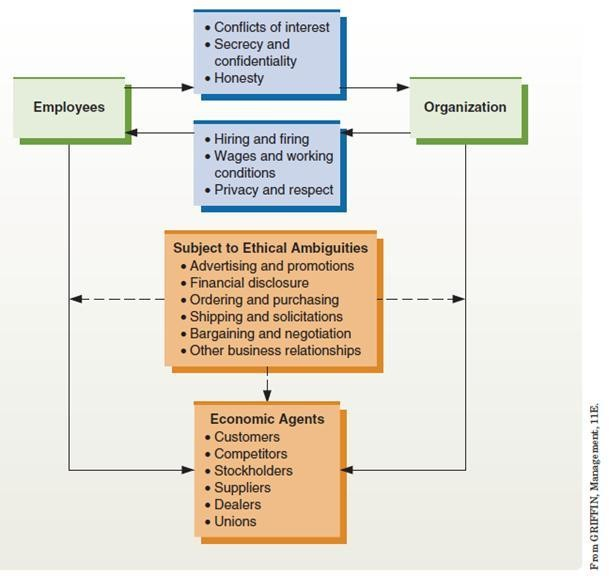 • Conflicts of interest
• Secrecy and
confidentiality
• Honesty
Employees
Organization
• Hiring and firing
• Wages and working
conditions
• Privacy and respect
Subject to Ethical Ambiguities
• Advertising and promotions
• Financial disclosure
• Ordering and purchasing
• Shipping and solicitations
• Bargaining and negotiation
• Other business relationships
Economic Agents
• Customers
• Competitors
• Stockholders
• Suppliers
• Dealers
• Unions
From GRIFFIN, Management, 11E.